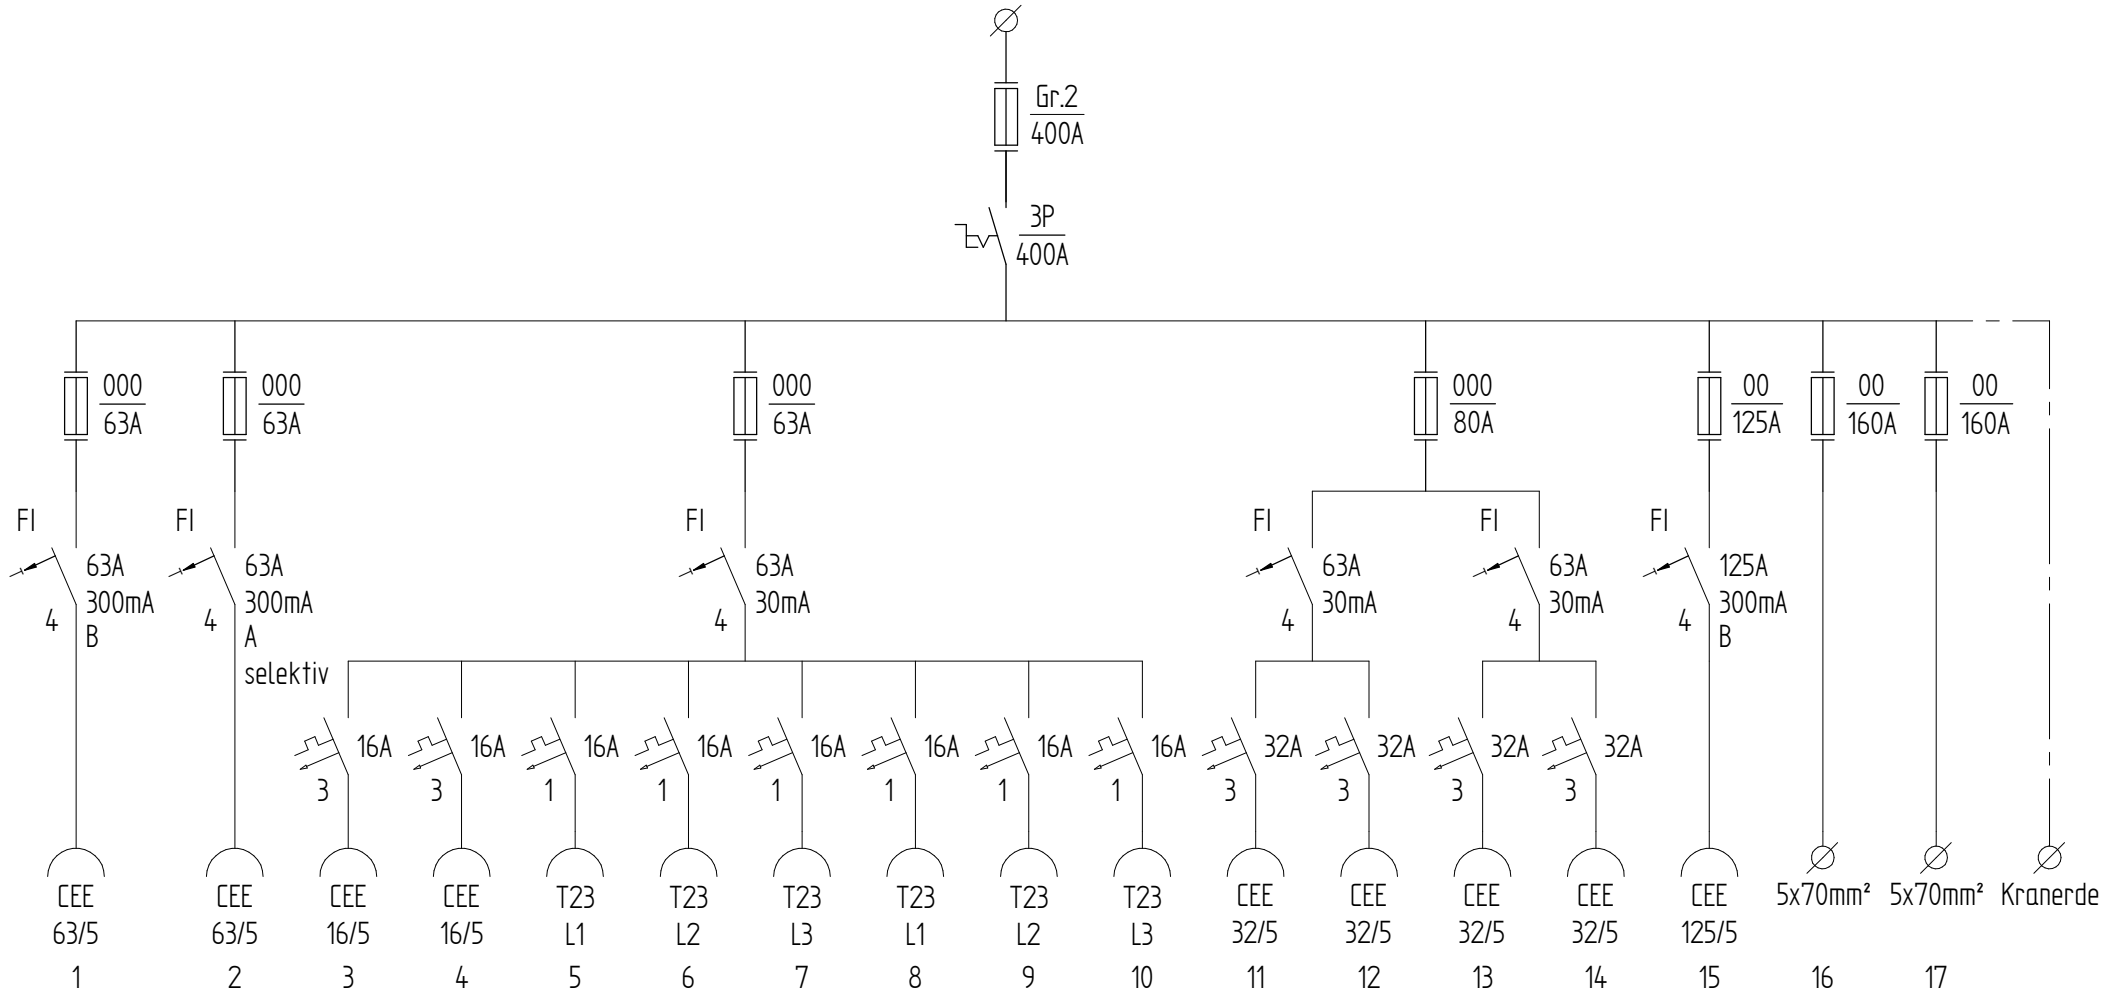 Gr.2
400A
3P
400A
000
63A
000
63A
000
63A
000
80A
00
125A
00
160A
00
160A
FI
63A
300mA
B
4
FI
63A
300mA
A
selektiv
4
FI
63A
30mA
4
FI
63A
30mA
4
FI
63A
30mA
4
FI
125A
300mA
B
4
16A
3
16A
3
16A
1
16A
1
16A
1
16A
1
16A
1
16A
1
32A
3
32A
3
32A
3
32A
3
CEE
63/5
1
CEE
63/5
2
CEE
16/5
3
CEE
16/5
4
T23
L1
5
T23
L2
6
T23
L3
7
T23
L1
8
T23
L2
9
T23
L3
10
CEE
32/5
11
CEE
32/5
12
CEE
32/5
13
CEE
32/5
14
CEE
125/5
15
5x70mm²
16
5x70mm²
17
Kranerde